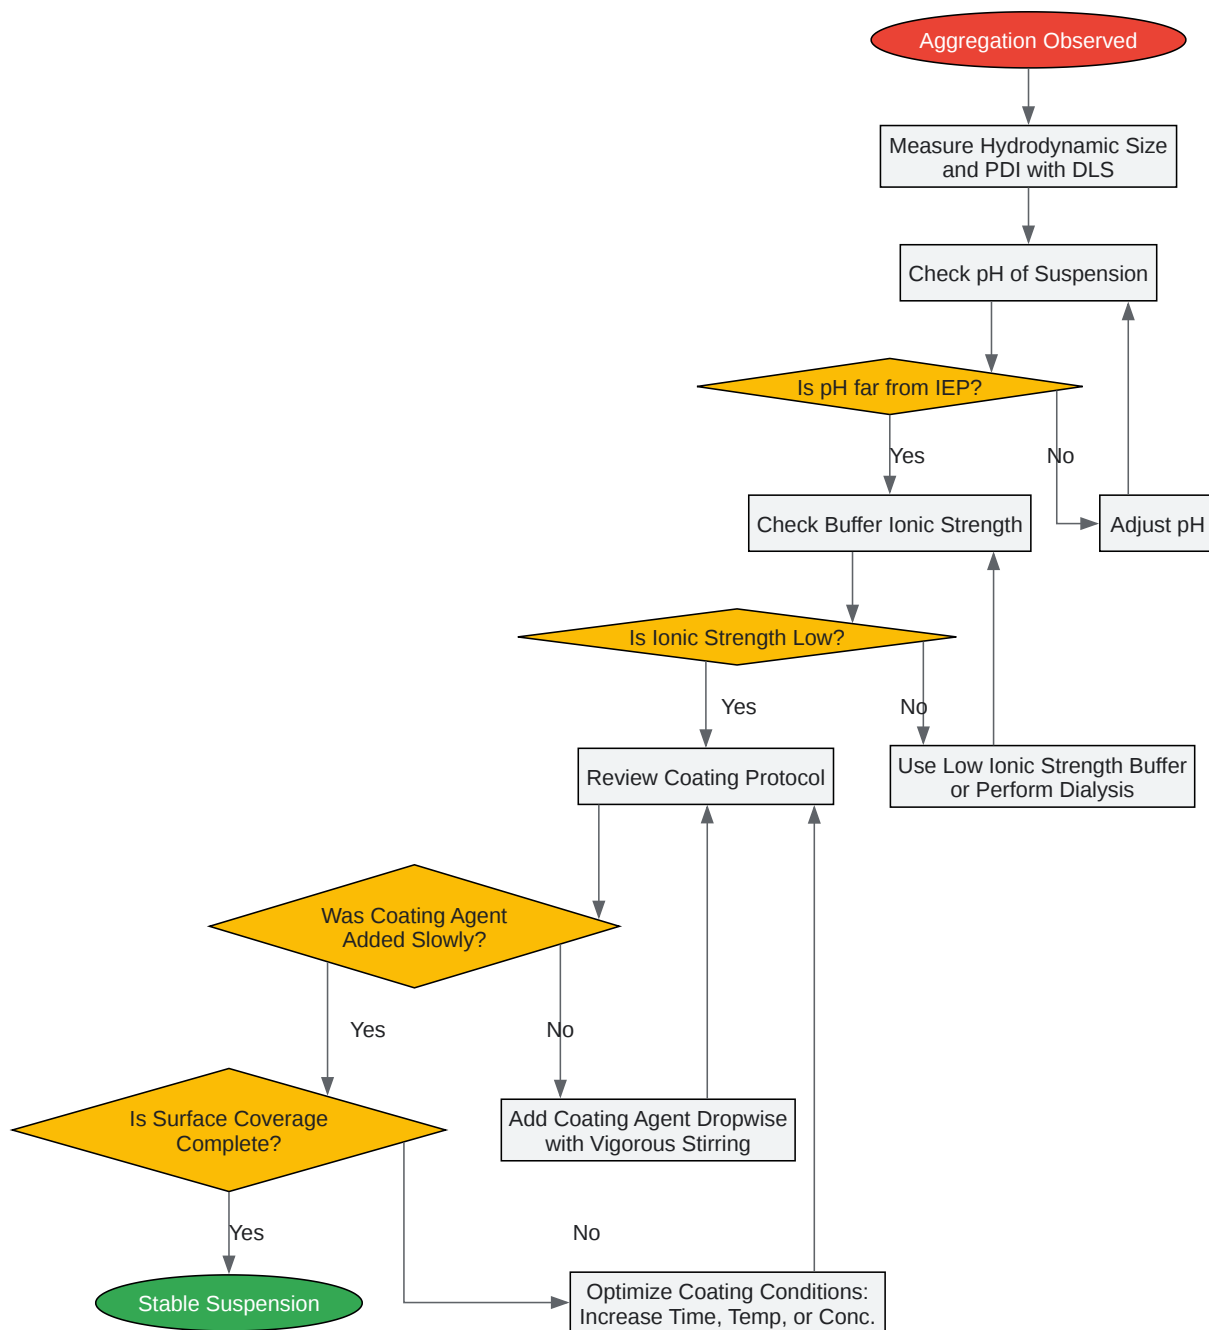 Aggregation Observed
Measure Hydrodynamic Size
and PDI with DLS
Check pH of Suspension
Is pH far from IEP?
Yes
No
Check Buffer Ionic Strength
Adjust pH
Is Ionic Strength Low?
Yes
No
Review Coating Protocol
Use Low Ionic Strength Buffer
or Perform Dialysis
Was Coating Agent
Added Slowly?
Yes
No
Is Surface Coverage
Complete?
Add Coating Agent Dropwise
with Vigorous Stirring
Yes
No
Stable Suspension
Optimize Coating Conditions:
Increase Time, Temp, or Conc.